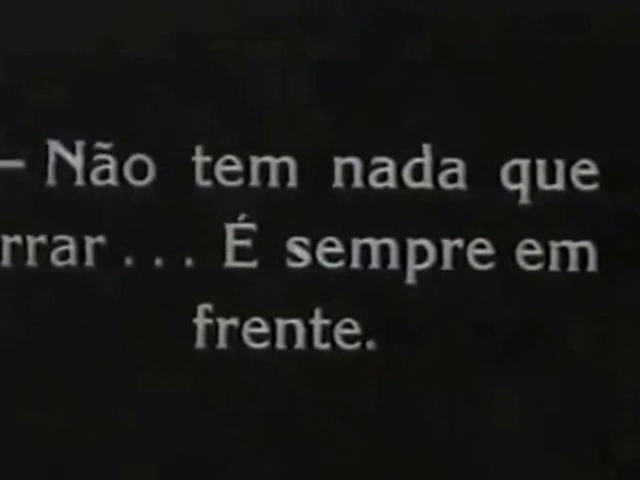 — Não tem nada que
rrar... É sempre em
frente.